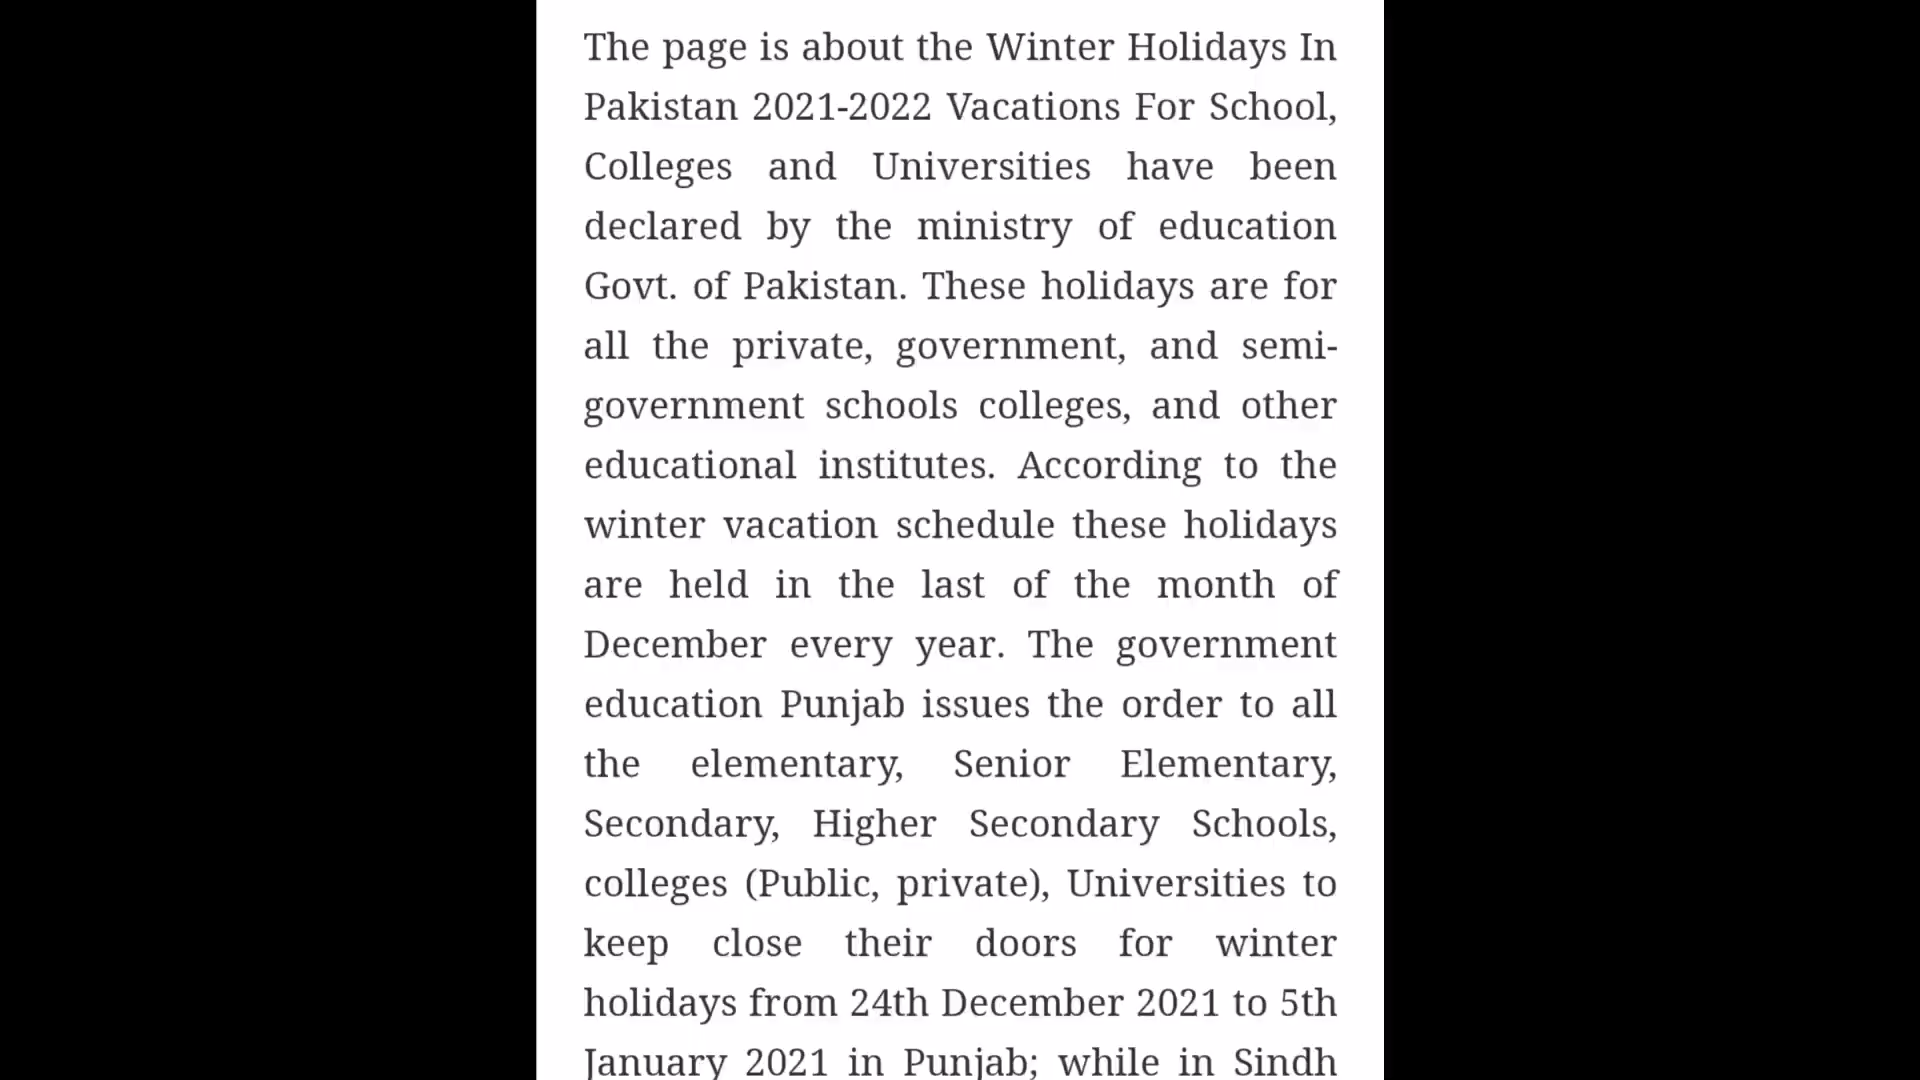 The page is about the Winter Holidays In
Pakistan 2021-2022 Vacations For School,
Colleges and Universities have been
declared by the ministry of education
Govt. of Pakistan. These holidays are for
all the private, government, and semi-
government schools colleges, and other
educational institutes. According to the
winter vacation schedule these holidays
are held in the last of the month of
December every year. The government
education Punjab issues the order to all
the elementary, Senior Elementary,
Secondary, Higher Secondary Schools,
colleges (Public, private), Universities to
keep close their doors for winter
holidays from 24th December 2021 to 5th
January 2021 in Punjab; while in Sindh